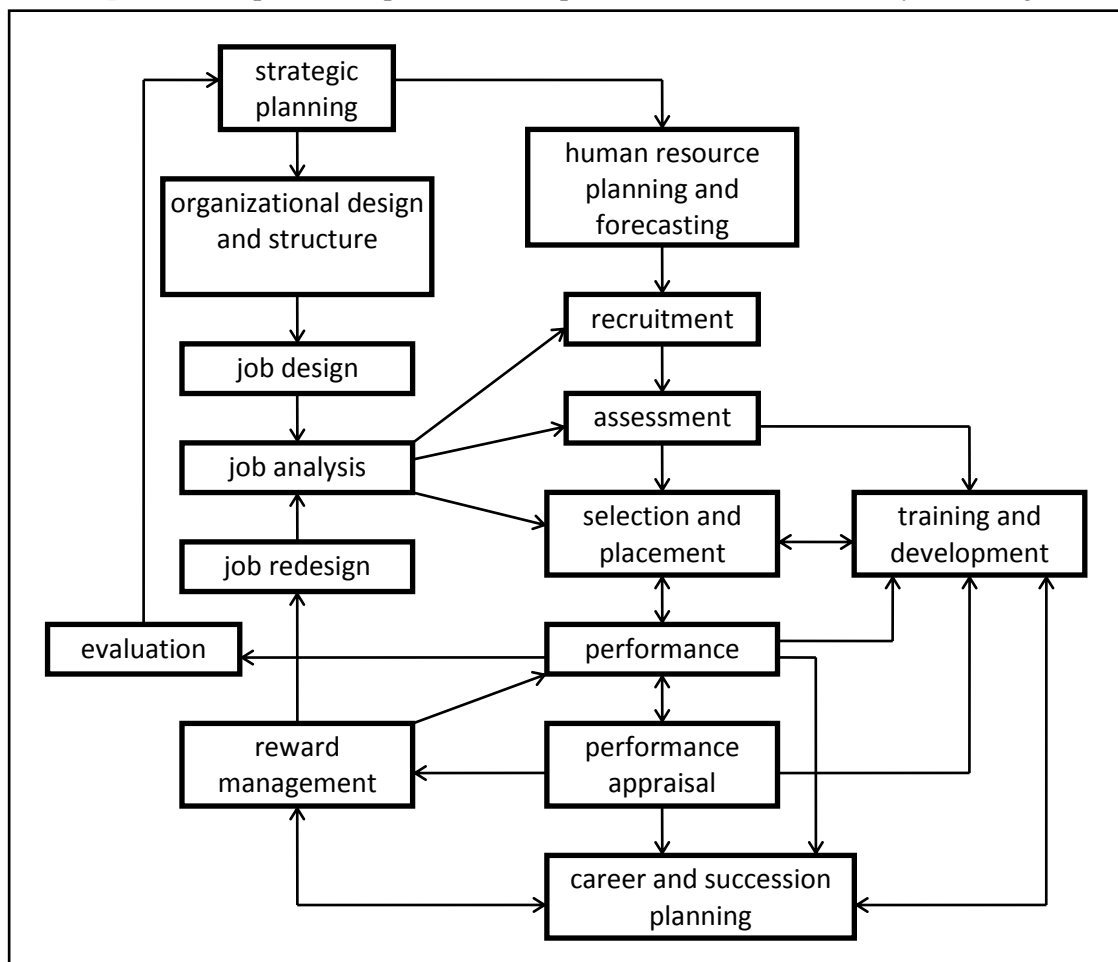 strategic
planning
human resource
planning and
forecasting
organizational design
and structure
recruitment
job design
assessment
job analysis
selection and
placement
training and
development
job redesign
evaluation
performance
reward
management
performance
appraisal
career and succession
planning